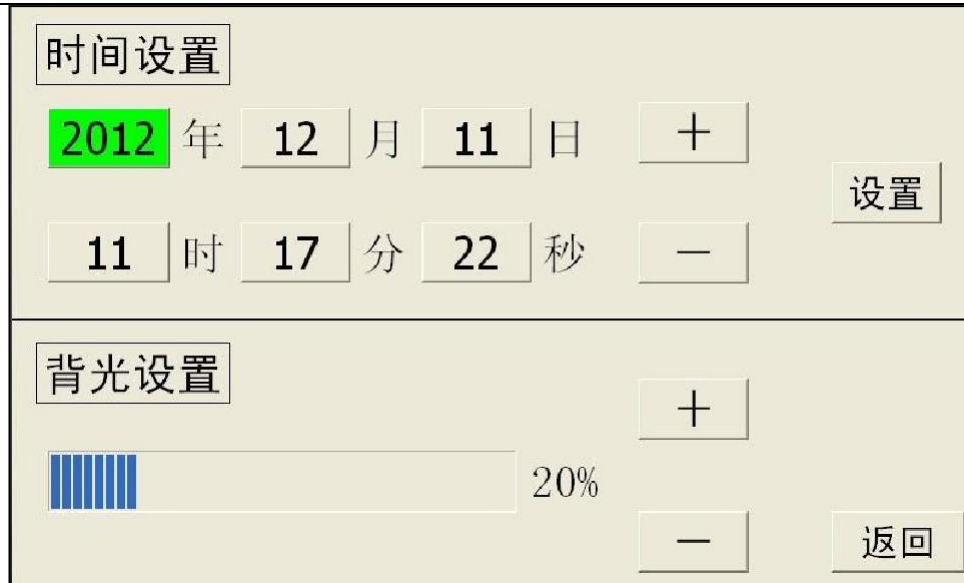 时间设置
2012 年 12 月 11 日 +
设置
11 时 17 分 22 秒 －
背光设置
+
20%
－ 返回